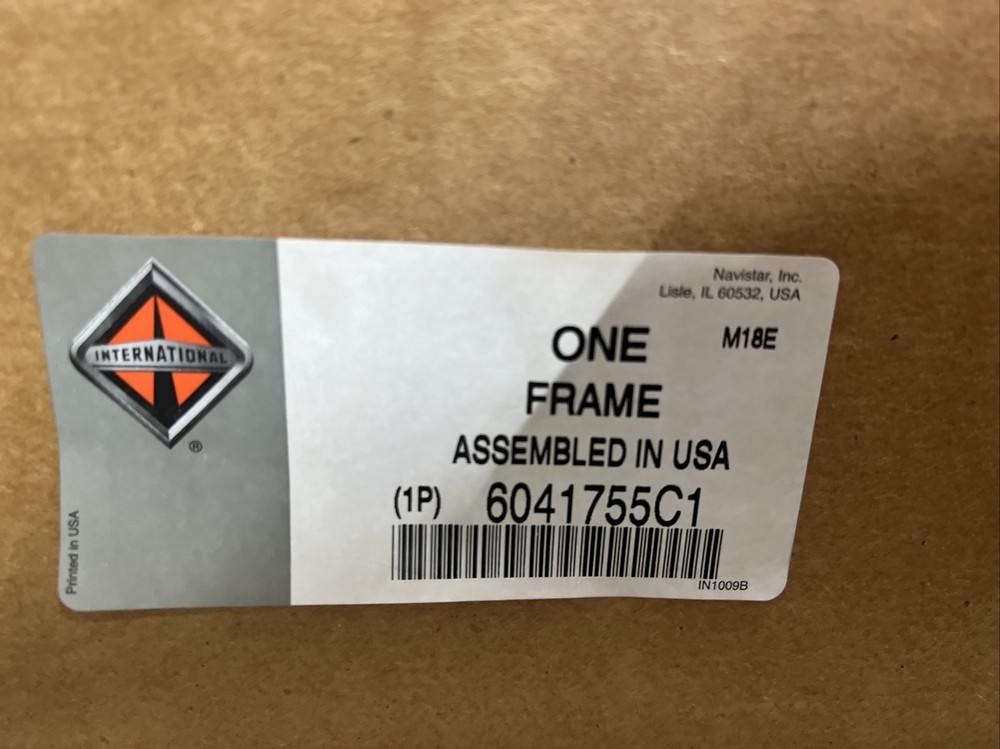 INTERNATIONAL
®
Printed in USA
Navistar, Inc.
Lisle, IL 60532, USA
ONE M18E
FRAME
ASSEMBLED IN USA
(1P) 6041755C1
IN1009B